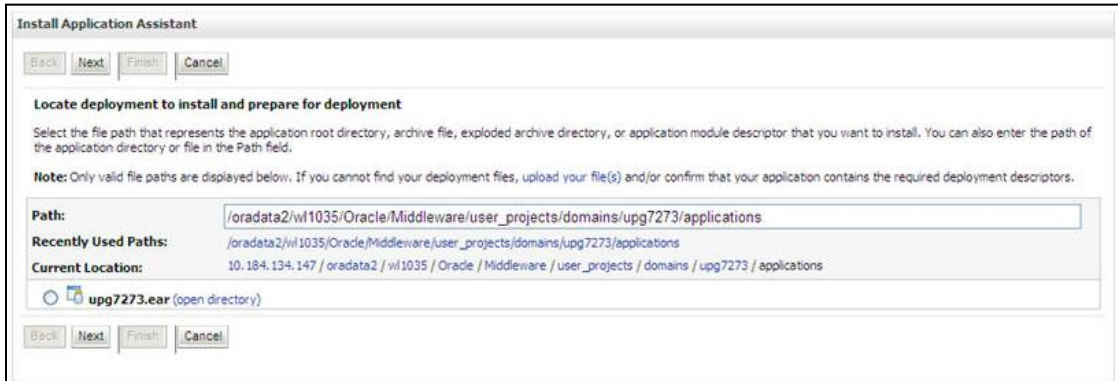 Install Application Assistant
Back Next Finish Cancel
Locate deployment to install and prepare for deployment
Select the file path that represents the application root directory, archive file, exploded archive directory, or application module descriptor that you want to install. You can also enter the path of
the application directory or file in the Path field.
Note: Only valid file paths are displayed below. If you cannot find your deployment files, upload your file(s) and/or confirm that your application contains the required deployment descriptors.
Path: /oradata2/wl1035/Oracle/Middleware/user_projects/domains/upg7273/applications
Recently Used Paths: /oradata2/wl1035/Oracle/Middleware/user_projects/domains/upg7273/applications
Current Location: 10.184.134.147 / oradata2 / wl1035 / Oracle / Middleware / user_projects / domains / upg7273 / applications
upg7273.ear (open directory)
Back Next Finish Cancel